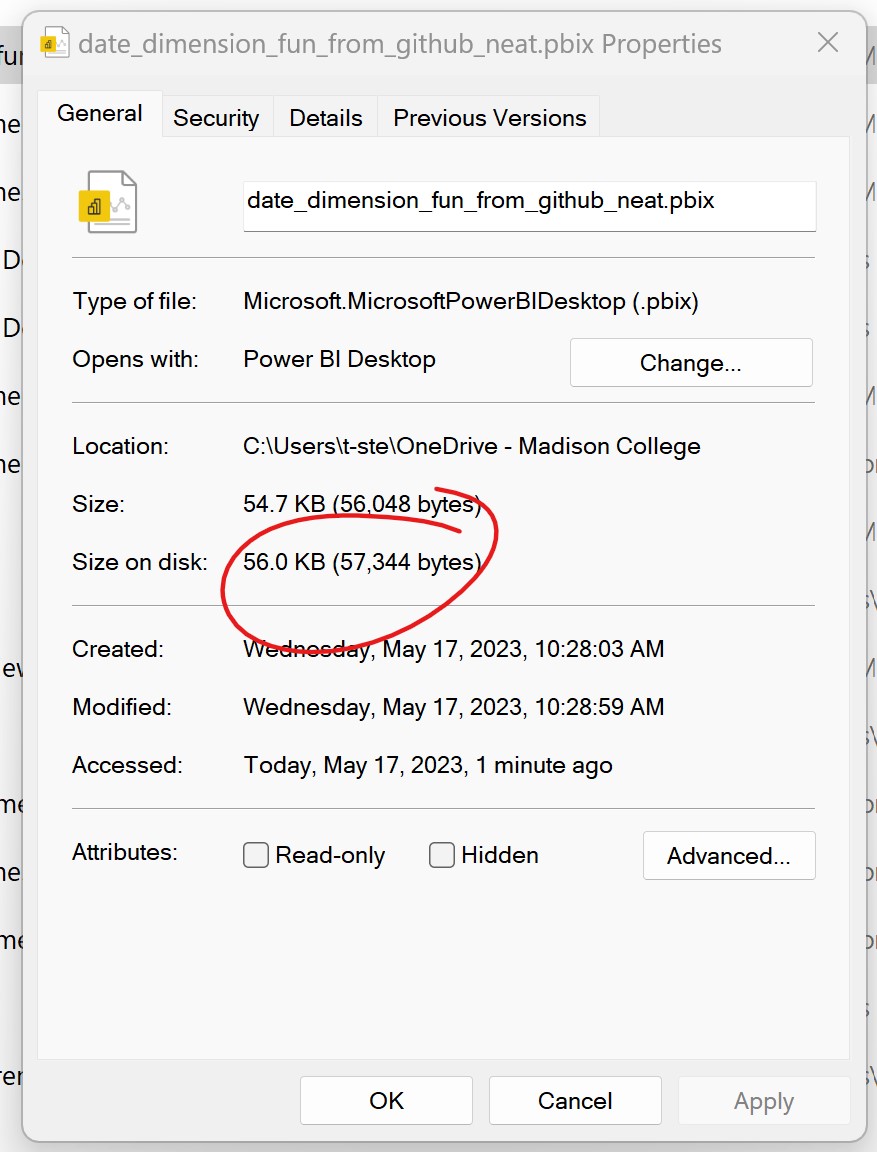 date_dimension_fun_from_github_neat.pbix Properties
General Security Details Previous Versions
date_dimension_fun_from_github_neat.pbix
Type of file: Microsoft.MicrosoftPowerBIDesktop (.pbix)
Opens with: Power BI Desktop Change...
Location: C:\Users\t-ste\OneDrive - Madison College
Size: 54.7 KB (56,048 bytes)
Size on disk: 56.0 KB (57,344 bytes)
Created: Wednesday, May 17, 2023, 10:28:03 AM
Modified: Wednesday, May 17, 2023, 10:28:59 AM
Accessed: Today, May 17, 2023, 1 minute ago
Attributes: Read-only Hidden Advanced...
OK Cancel Apply